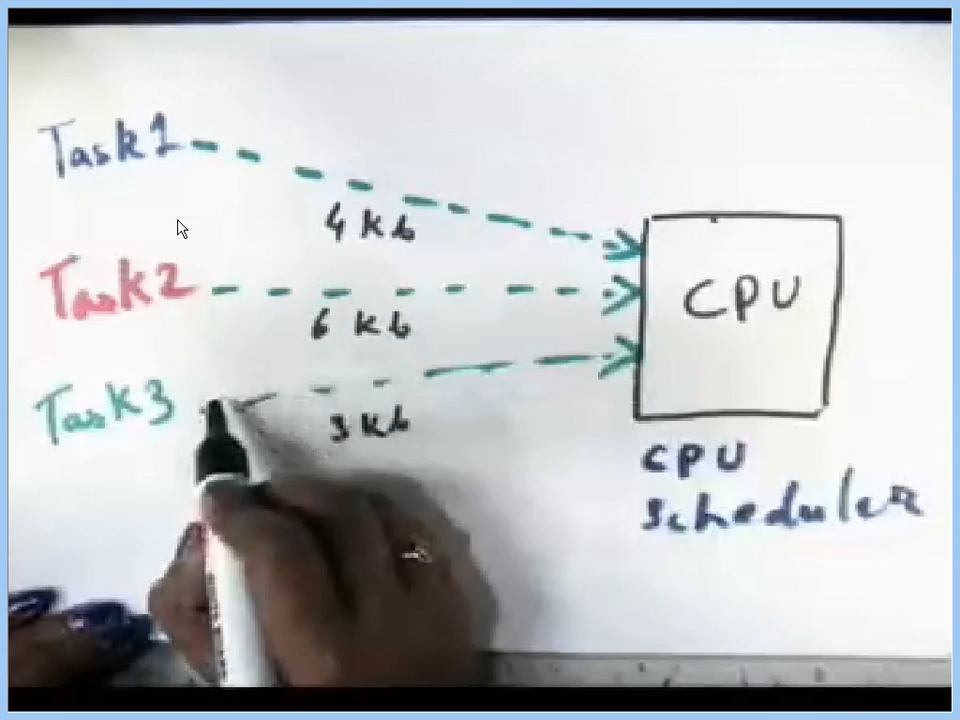 Task1
4 kb
Task2
6 kb
Task3
3 kb
CPU
CPU
scheduler